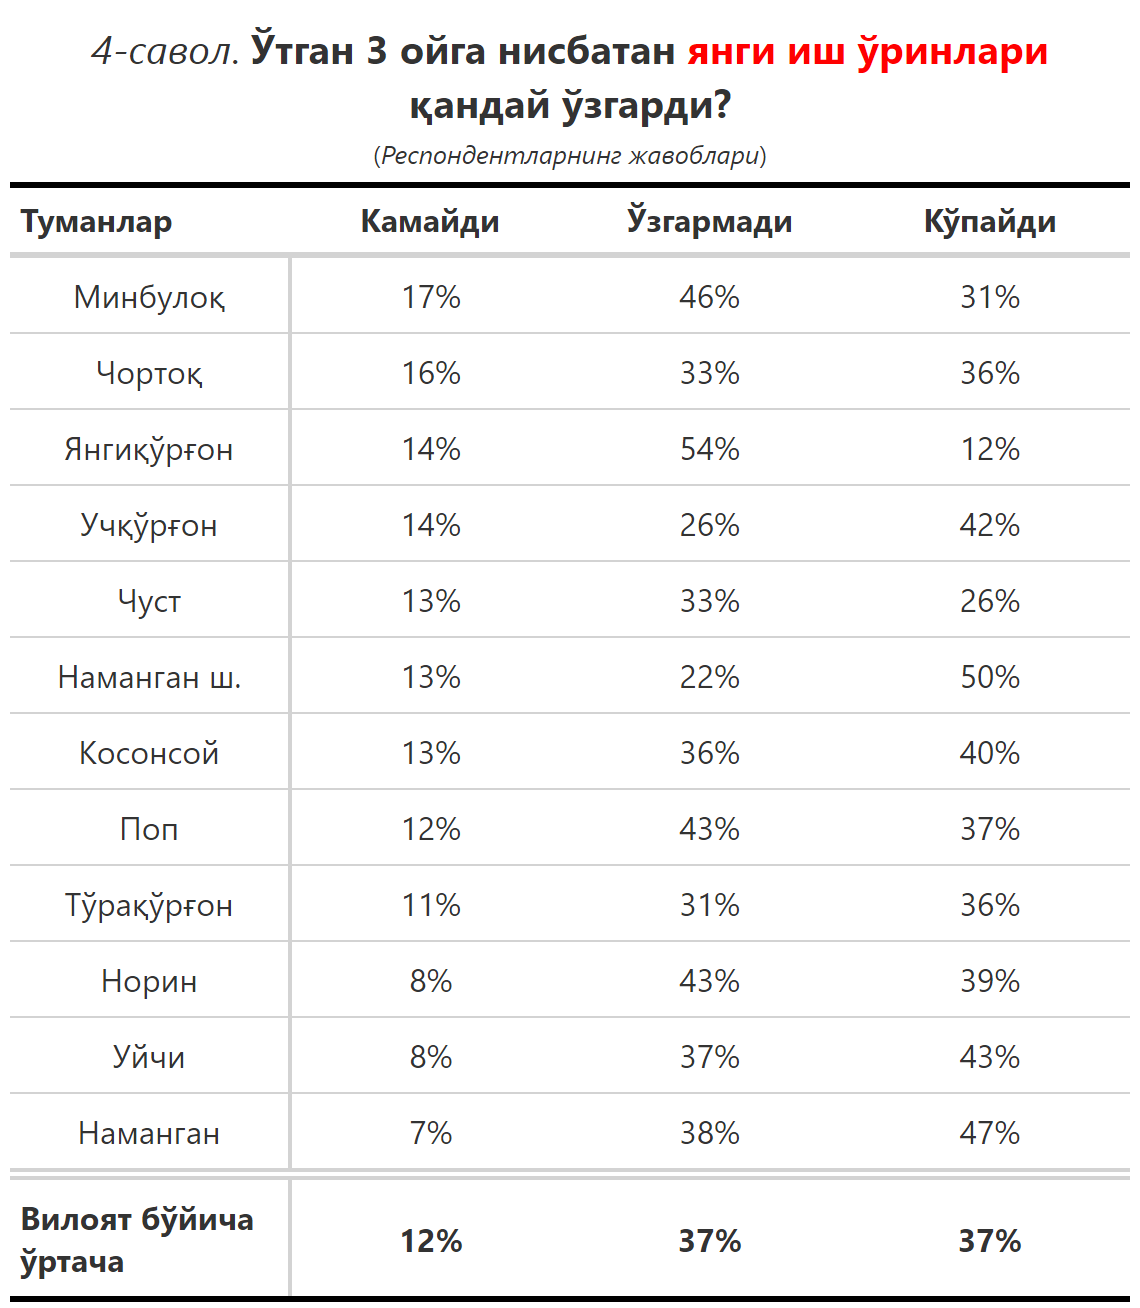 4-савол. Ўтган 3 ойга нисбатан янги иш ўринлари
қандай ўзгарди?
(Респондентларнинг жавоблари)
Туманлар Камайди Ўзгармади Кўпайди
Минбулоқ 17% 46% 31%
Чортоқ 16% 33% 36%
Янгиқўрғон 14% 54% 12%
Учқўрғон 14% 26% 42%
Чуст 13% 33% 26%
Наманган ш. 13% 22% 50%
Косонсой 13% 36% 40%
Поп 12% 43% 37%
Тўрақўрғон 11% 31% 36%
Норин 8% 43% 39%
Уйчи 8% 37% 43%
Наманган 7% 38% 47%
Вилоят бўйича
ўртача 12% 37% 37%